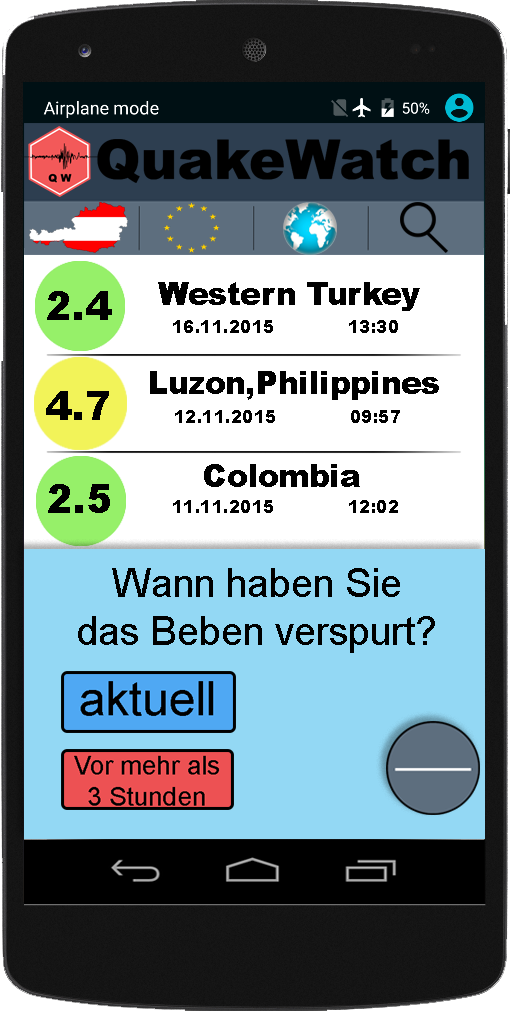 Airplane mode
50%
QW
QuakeWatch
2.4
Western Turkey
16.11.2015 13:30
4.7
Luzon,Philippines
12.11.2015 09:57
2.5
Colombia
11.11.2015 12:02
Wann haben Sie
das Beben verspurt?
aktuell
Vor mehr als
3 Stunden